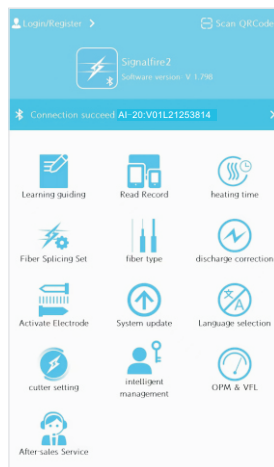 Login/Register
Scan QRCode
Signalfire2
Software version: V 1.798
Connection succeed AI-20:V01L21253814
Learning guiding
Read Record
heating time
Fiber Splicing Set
fiber type
discharge correction
Activate Electrode
System update
Language selection
cutter setting
intelligent
management
OPM & VFL
After-sales Service